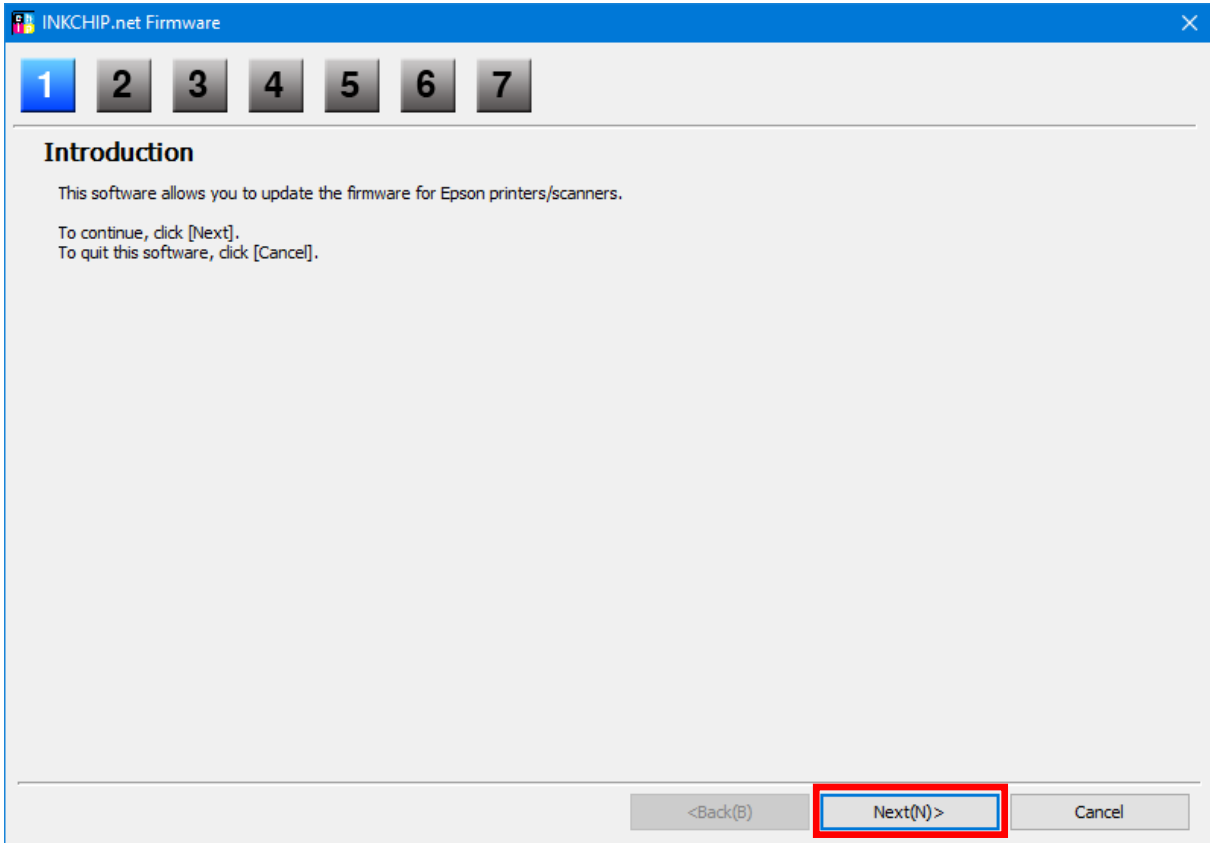 INKCHIP.net Firmware
1 2 3 4 5 6 7
Introduction
This software allows you to update the firmware for Epson printers/scanners.
To continue, click [Next].
To quit this software, click [Cancel].
<Back(B) Next(N)> Cancel